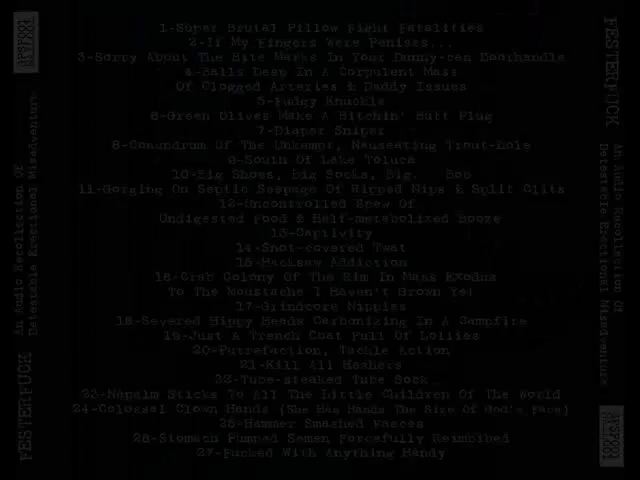 1-Super Brutal Pillow Fight Fatalities
2-If My Fingers Were Penises...
3-Sorry About The Bite Marks In Your Dunny-can Doorhandle
4-Balls Deep In A Corpulent Mass
Of Clogged Arteries & Daddy Issues
5-Fudgy Knuckle
6-Green Olives Make A Bitchin' Butt Plug
7-Diaper Sniper
8-Conundrum Of The Unkempt, Nauseating Trout-Hole
9-South Of Lake Toluca
10-Big Shoes, Big Socks, Big. Boo
11-Gorging On Septic Seepage Of Ripped Nips & Split Clits
12-Uncontrolled Spew Of
Undigested Food & Half-metabolized Booze
13-Captivity
14-Snot-covered Twat
15-Hacksaw Addiction
16-Crab Colony Of The Rim In Mass Exodus
To The Moustache I Haven't Grown Yet
17-Grindcore Nipples
18-Severed Hippy Heads Carbonizing In A Campfire
19-Just A Trench Coat Full Of Lollies
20-Putrefaction, Tackle Action
21-Kill All Moshers
22-Tube-steaked Tube Sock
23-Napalm Sticks To All The Little Children Of The World
24-Colossal Clown Hands (She Has Hands The Size Of God's Face)
25-Hammer Smashed Faeces
26-Stomach Pumped Semen Forcefully Reimbibed
27-Fucked With Anything Handy
FESTERFUCK
An Audio Recollection Of
Detestable Erectional Misadventure
FESTERFUCK
An Audio Recollection Of
Detestable Erectional Misadventure